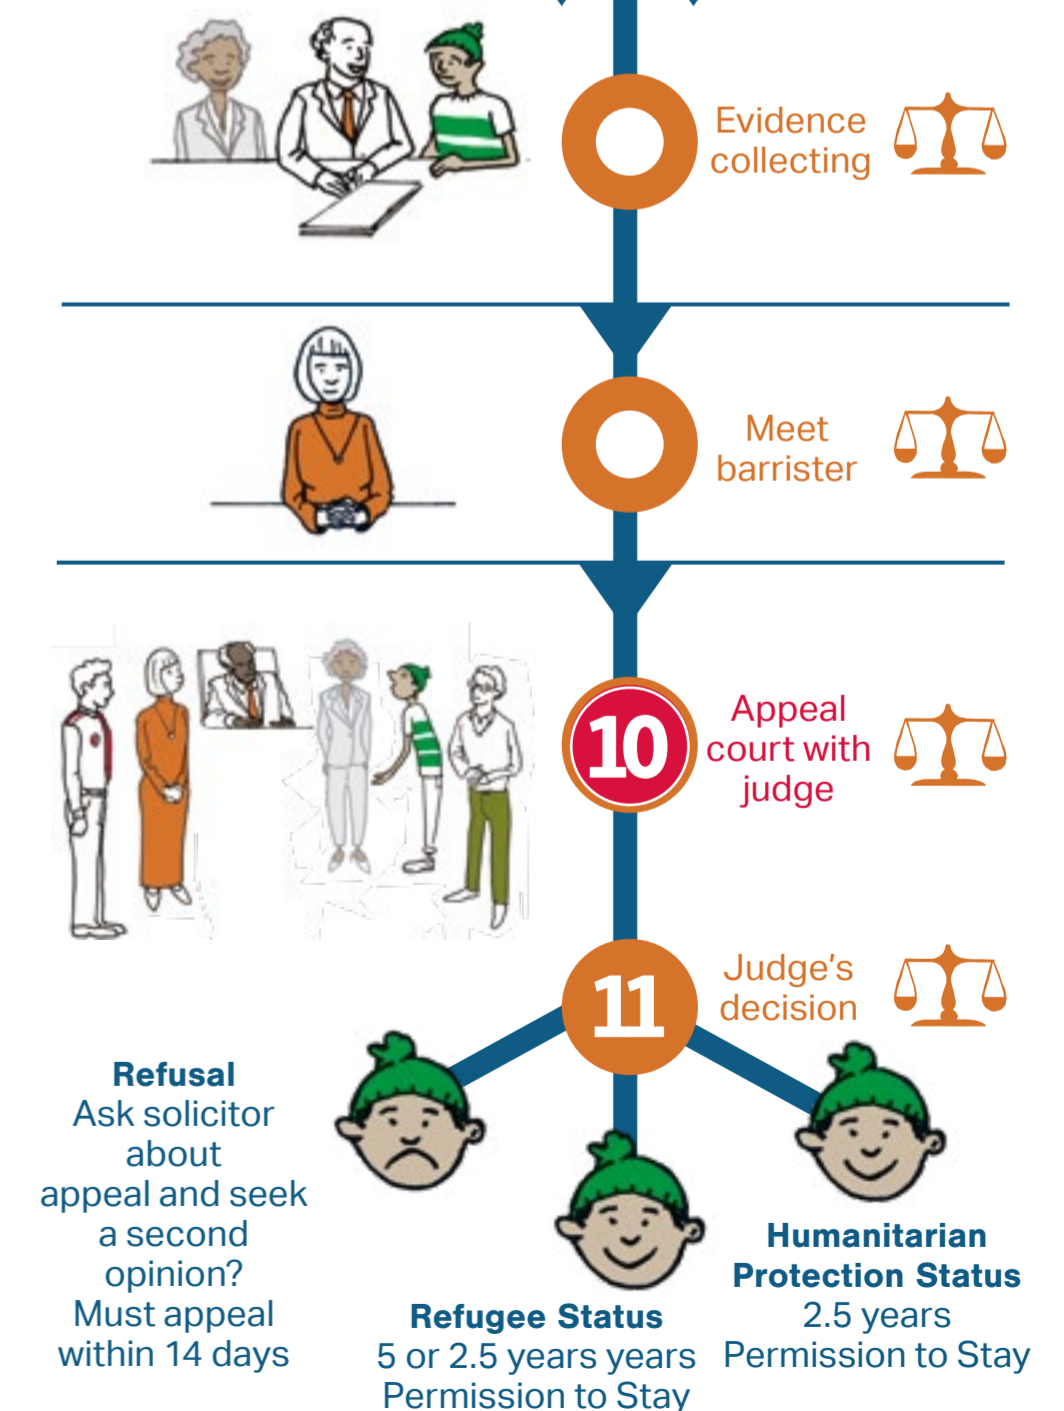 Evidence
collecting
Meet
barrister
10
Appeal
court with
judge
11
Judge's
decision
Refusal
Ask solicitor
about
appeal and seek
a second
opinion?
Must appeal
within 14 days
Refugee Status
5 or 2.5 years years
Permission to Stay
Humanitarian
Protection Status
2.5 years
Permission to Stay